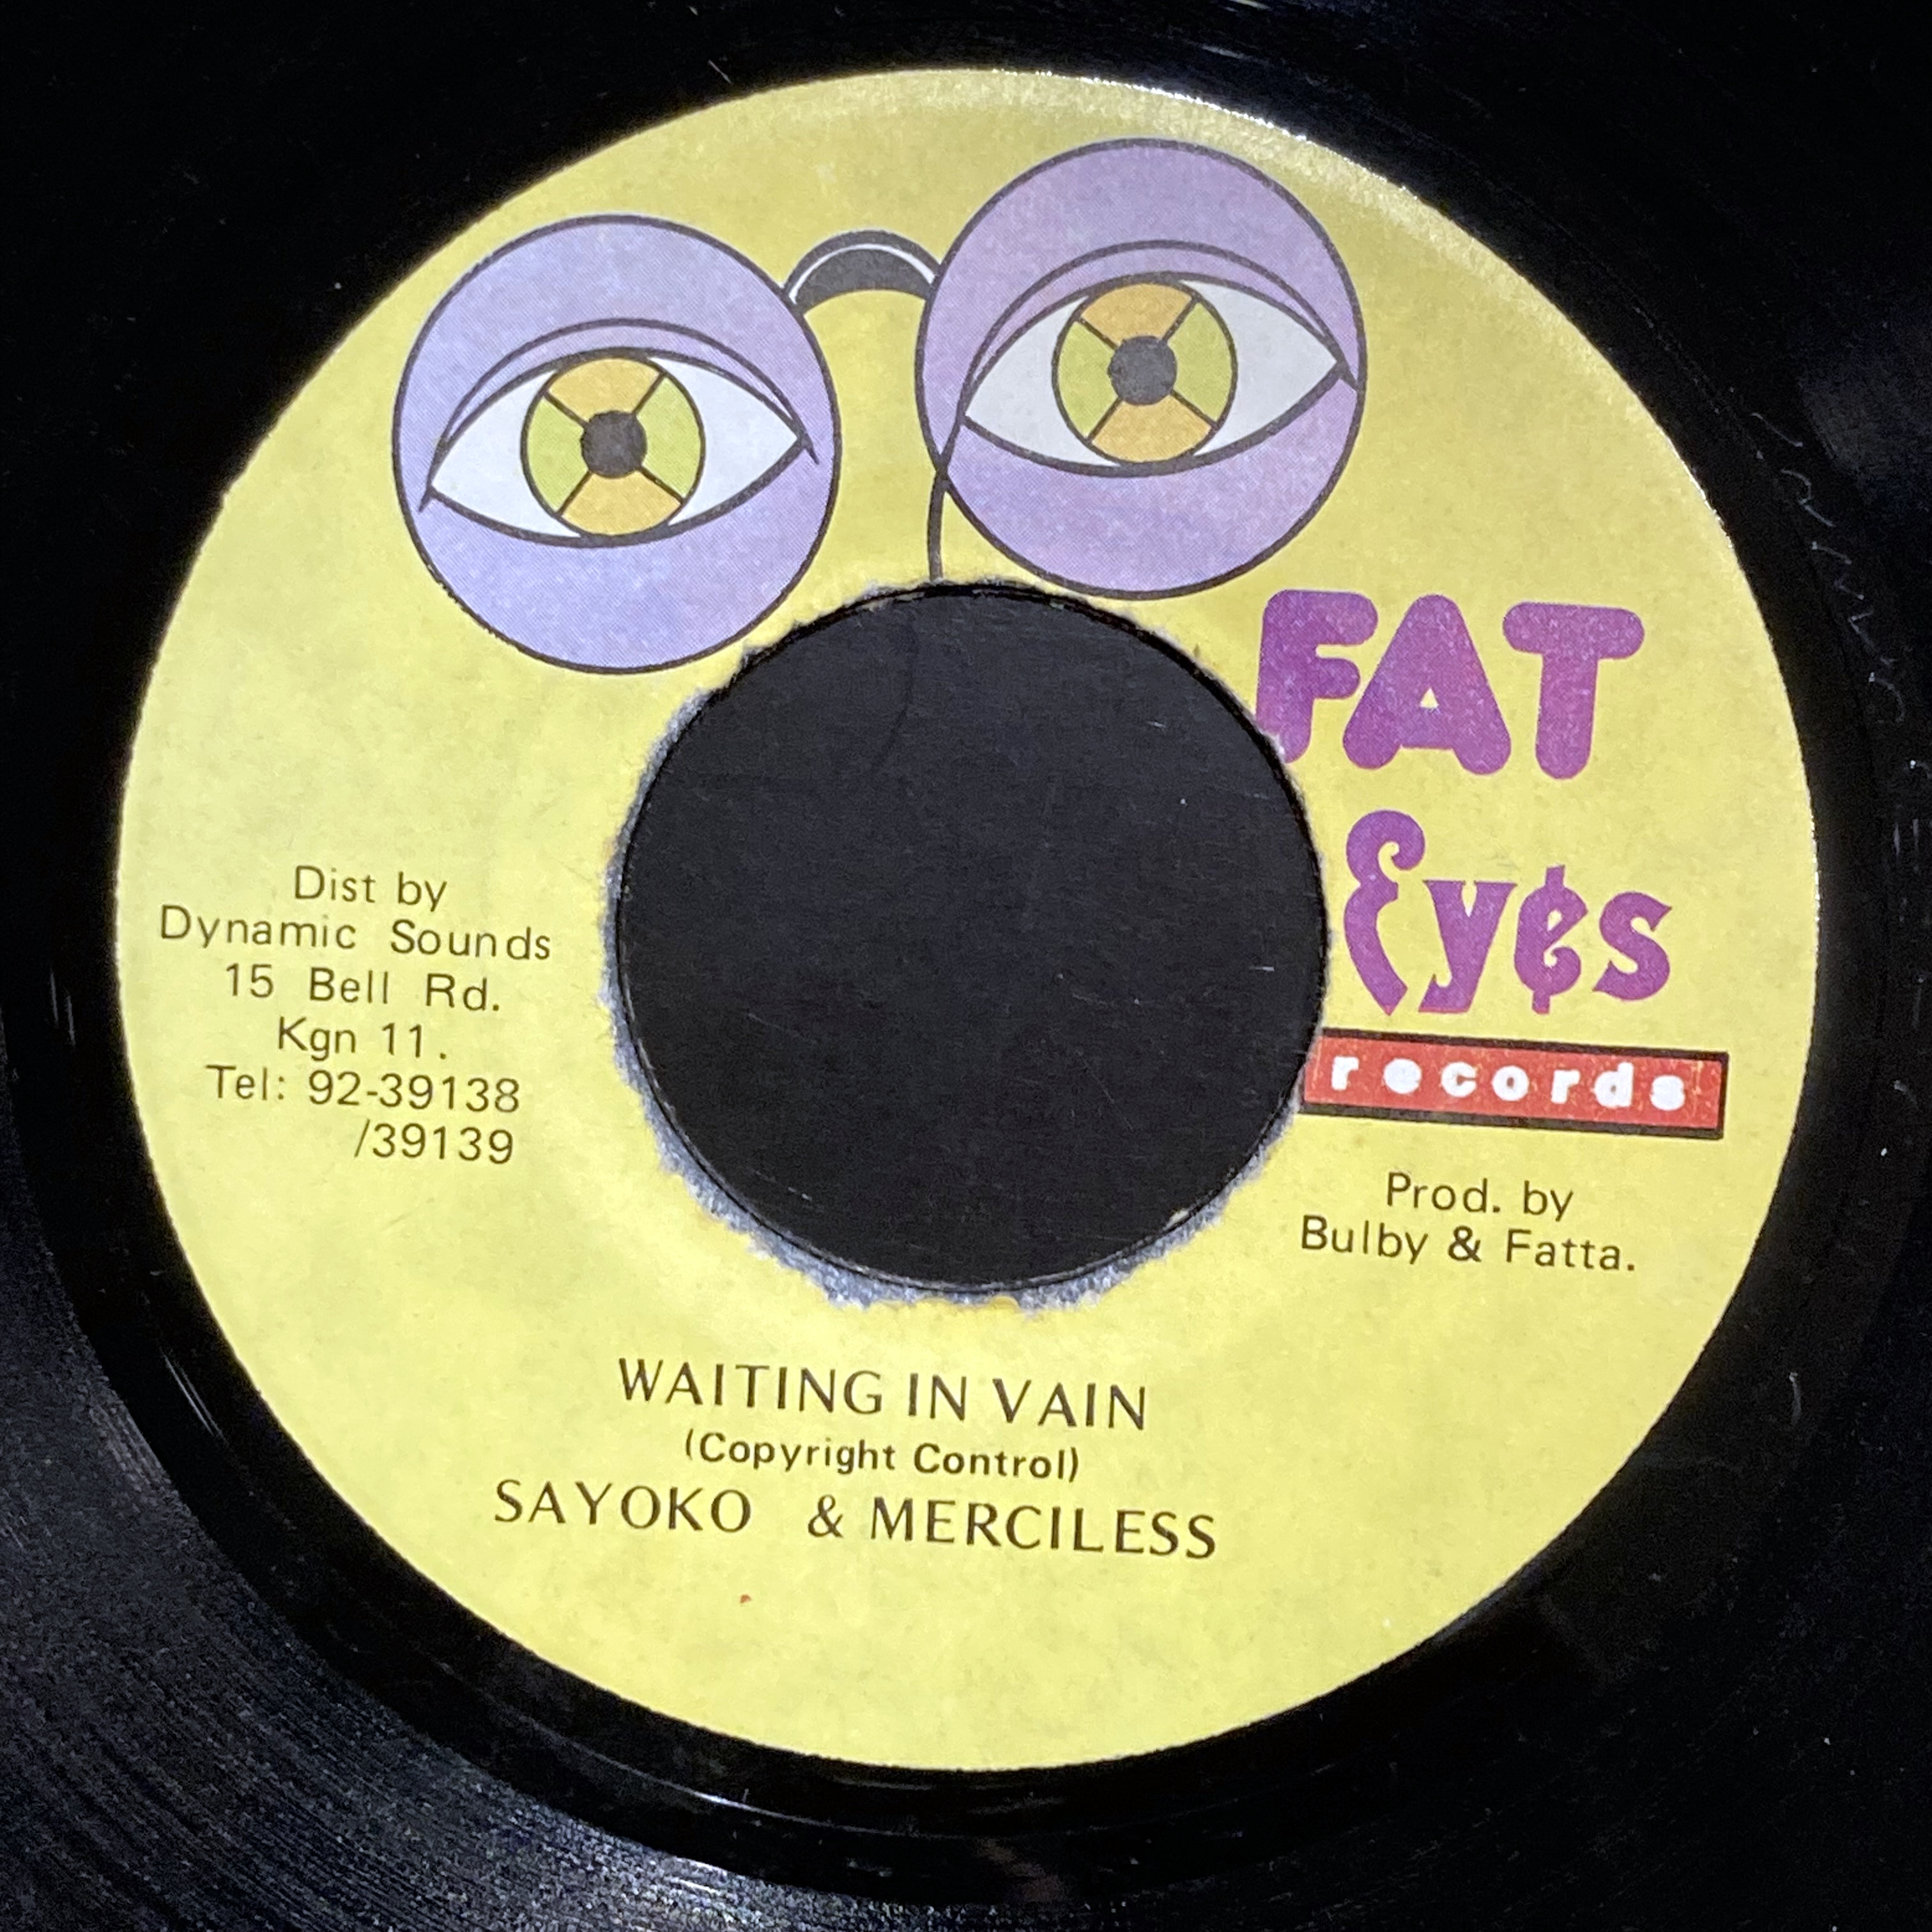 FAT
Eyes
records
Dist by
Dynamic Sounds
15 Bell Rd.
Kgn 11.
Tel: 92-39138
/39139
Prod. by
Bulby & Fatta.
WAITING IN VAIN
(Copyright Control)
SAYOKO & MERCILESS